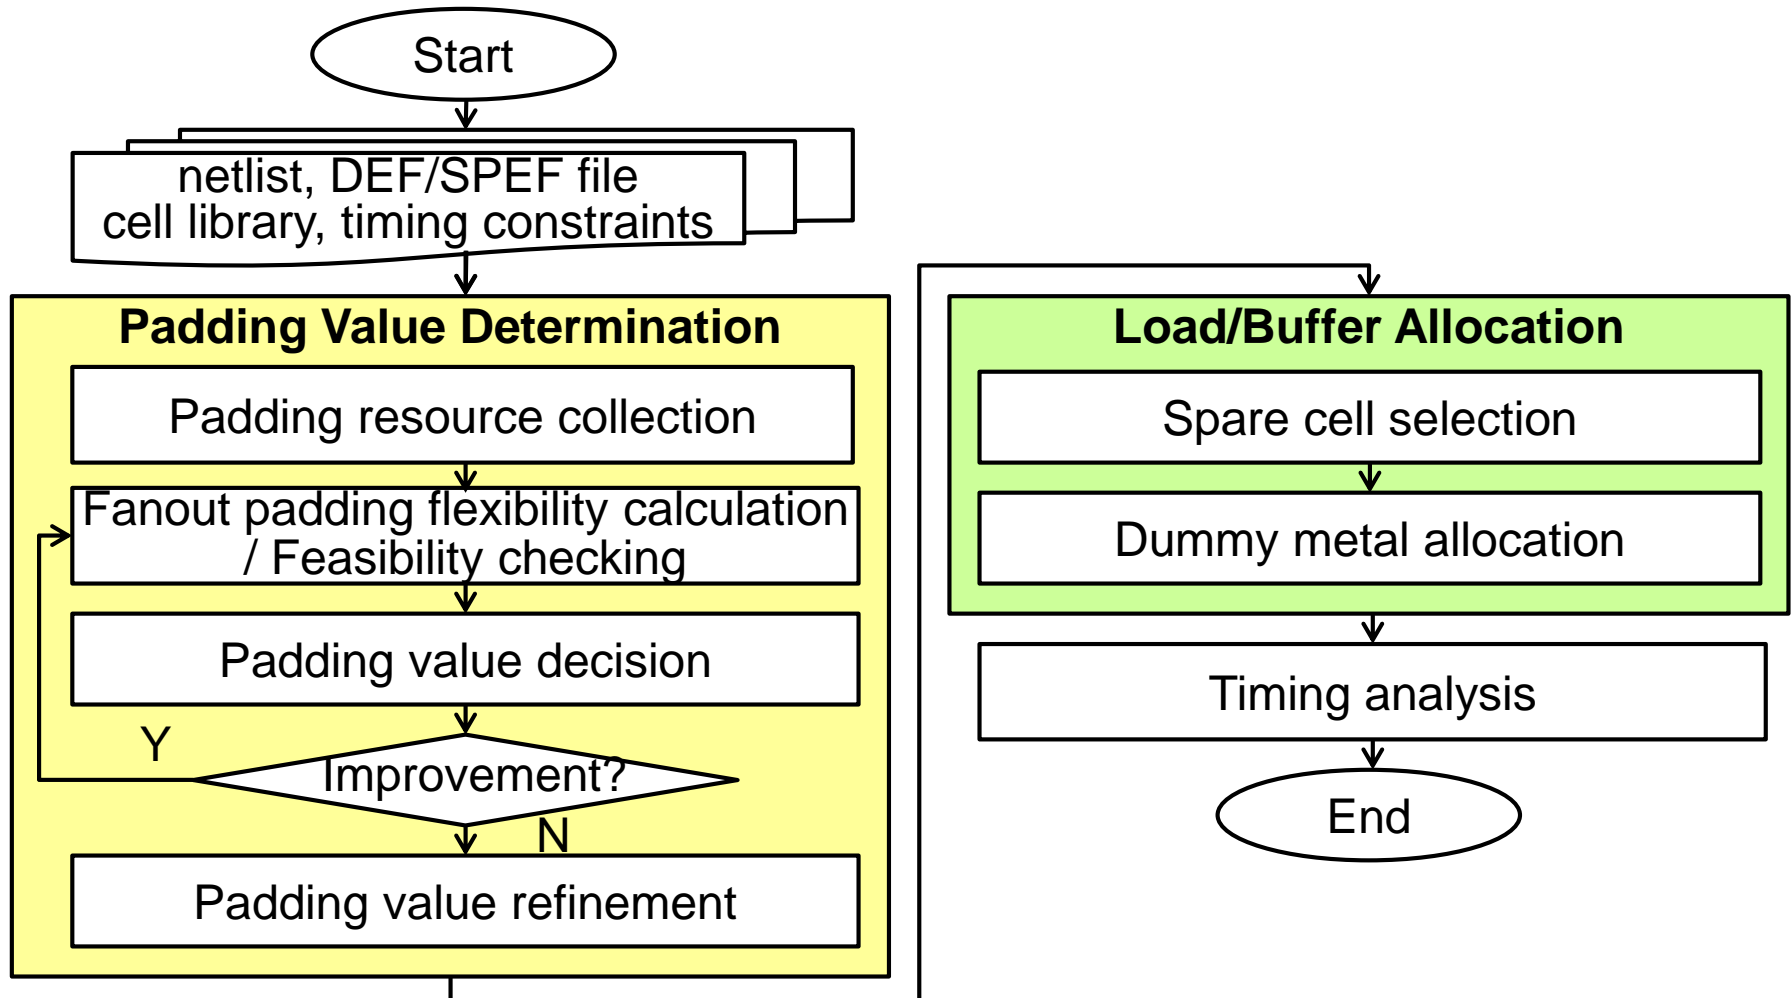 Start
netlist, DEF/SPEF file
cell library, timing constraints
Padding Value Determination
Padding resource collection
Fanout padding flexibility calculation
/ Feasibility checking
Padding value decision
Y
Improvement?
N
Padding value refinement
Load/Buffer Allocation
Spare cell selection
Dummy metal allocation
Timing analysis
End